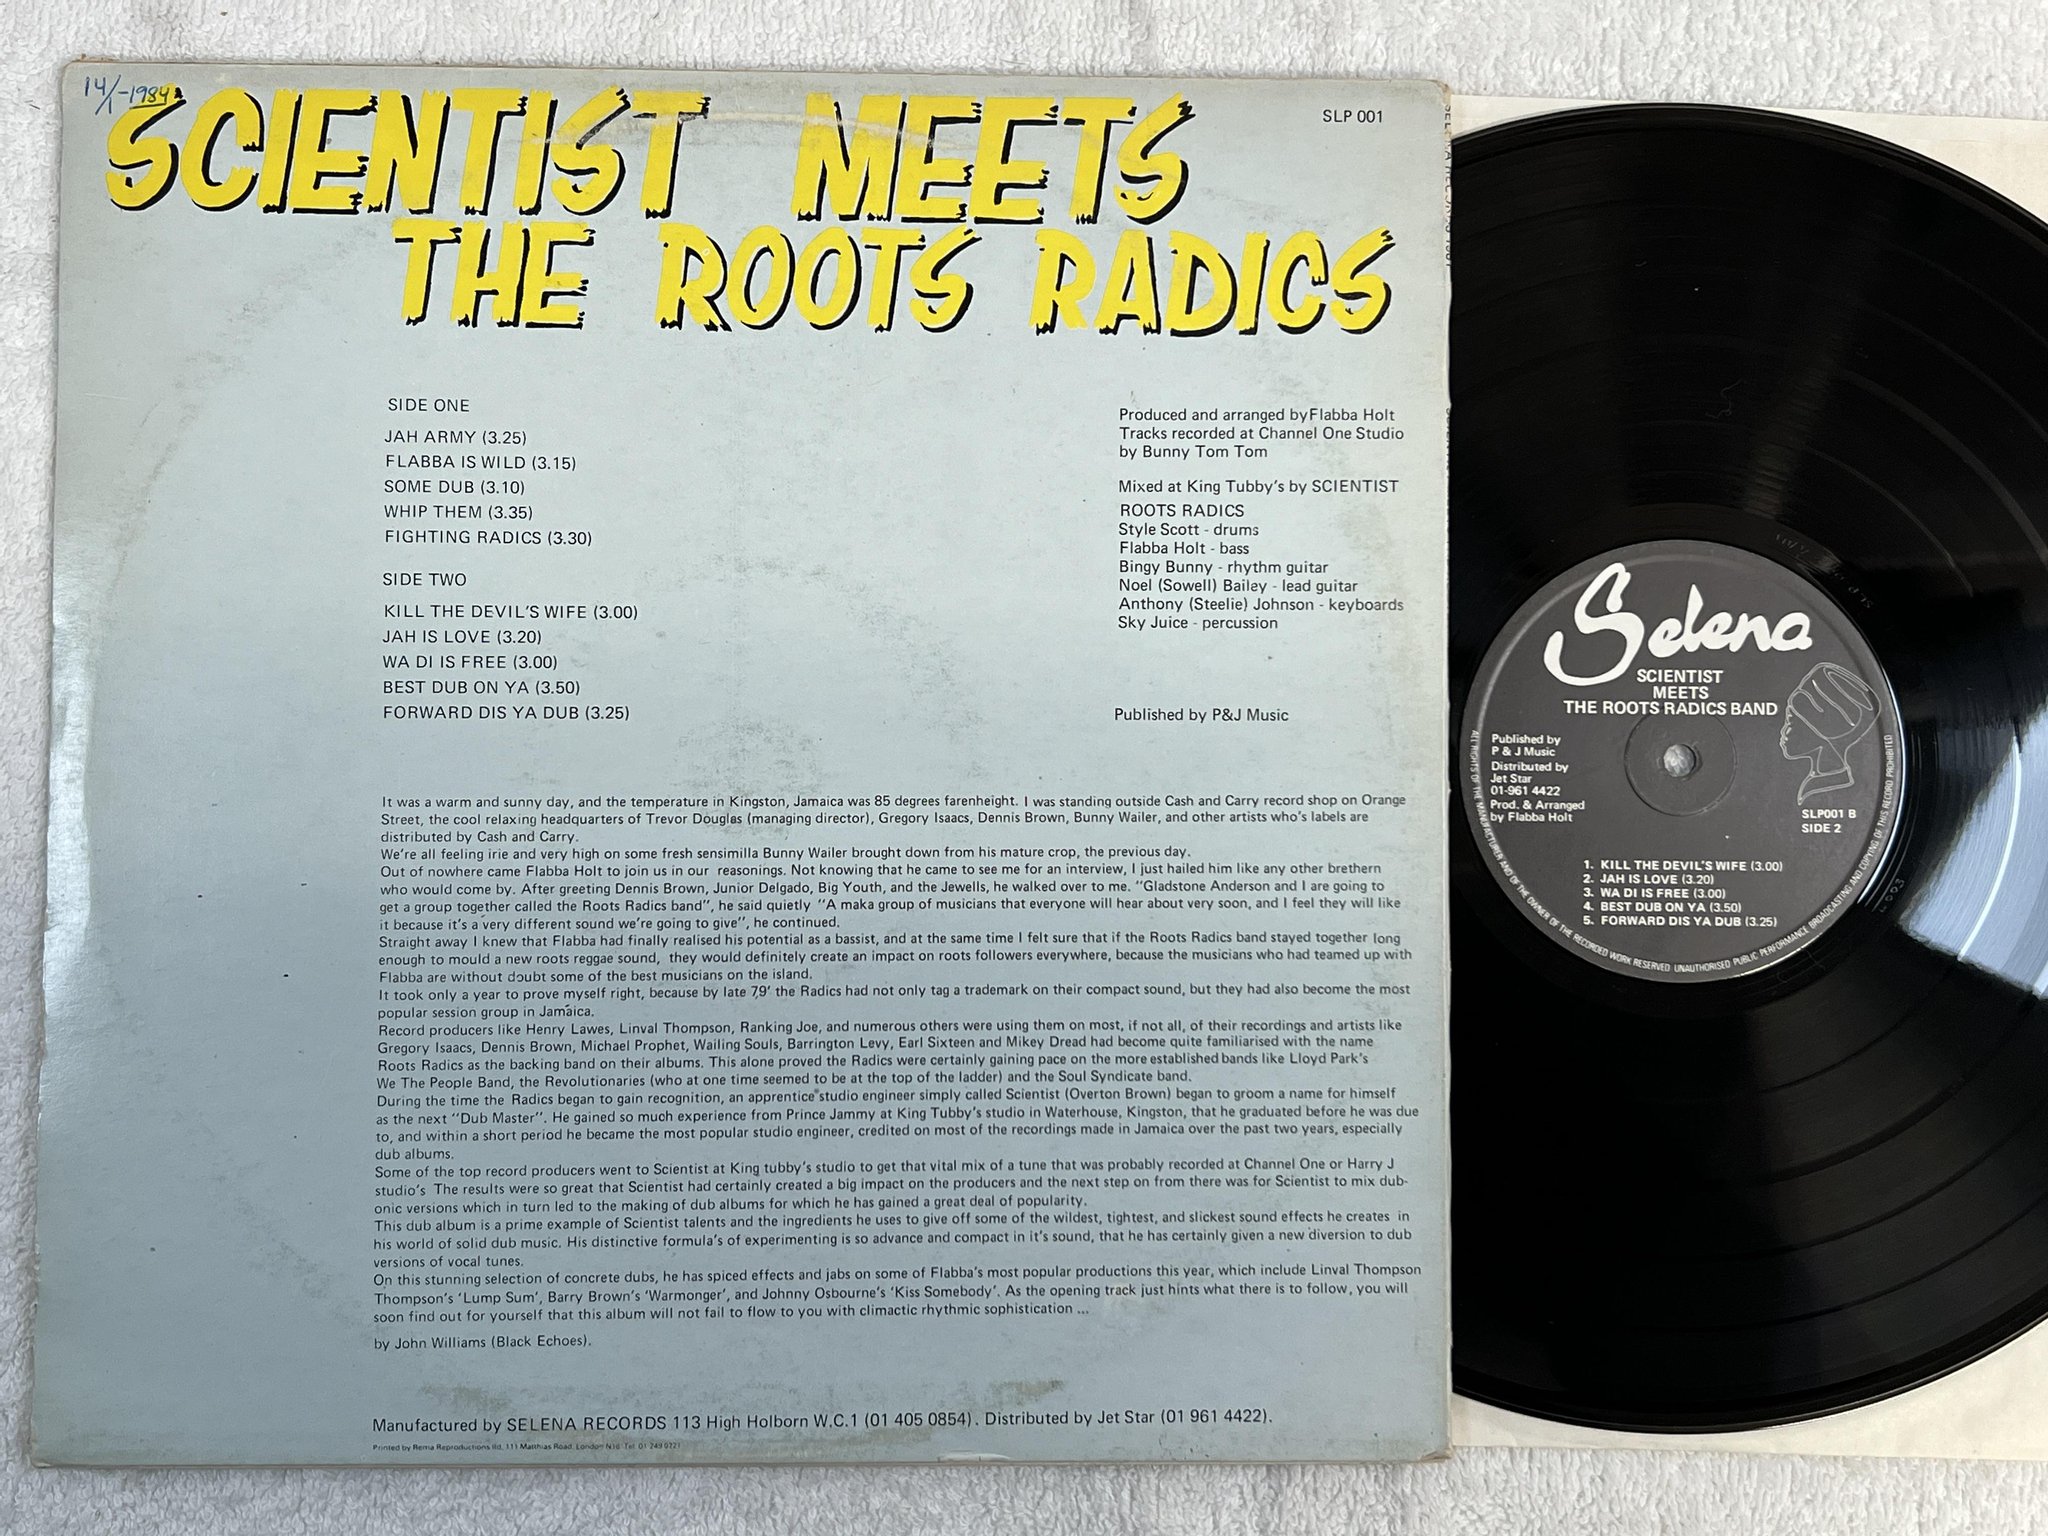 14/1-1984
SCIENTIST MEETS
THE ROOTS RADICS
SLP 001
SIDE ONE
JAH ARMY (3.25)
FLABBA IS WILD (3.15)
SOME DUB (3.10)
WHIP THEM (3.35)
FIGHTING RADICS (3.30)
SIDE TWO
KILL THE DEVIL'S WIFE (3.00)
JAH IS LOVE (3.20)
WA DI IS FREE (3.00)
BEST DUB ON YA (3.50)
FORWARD DIS YA DUB (3.25)
Produced and arranged by Flabba Holt
Tracks recorded at Channel One Studio
by Bunny Tom Tom
Mixed at King Tubby's by SCIENTIST
ROOTS RADICS
Style Scott - drums
Flabba Holt - bass
Bingy Bunny - rhythm guitar
Noel (Sowell) Bailey - lead guitar
Anthony (Steelie) Johnson - keyboards
Sky Juice - percussion
Published by P&J Music
It was a warm and sunny day, and the temperature in Kingston, Jamaica was 85 degrees farenheight. I was standing outside Cash and Carry record shop on Orange
Street, the cool relaxing headquarters of Trevor Douglas (managing director), Gregory Isaacs, Dennis Brown, Bunny Wailer, and other artists who's labels are
distributed by Cash and Carry.
We're all feeling irie and very high on some fresh sensimilla Bunny Wailer brought down from his mature crop, the previous day.
Out of nowhere came Flabba Holt to join us in our reasonings. Not knowing that he came to see me for an interview, I just hailed him like any other brethern
who would come by. After greeting Dennis Brown, Junior Delgado, Big Youth, and the Jewells, he walked over to me. "Gladstone Anderson and I are going to
get a group together called the Roots Radics band", he said quietly "A maka group of musicians that everyone will hear about very soon, and I feel they will like
it because it's a very different sound we're going to give", he continued.
Straight away I knew that Flabba had finally realised his potential as a bassist, and at the same time I felt sure that if the Roots Radics band stayed together long
enough to mould a new roots reggae sound, they would definitely create an impact on roots followers everywhere, because the musicians who had teamed up with
Flabba are without doubt some of the best musicians on the island.
It took only a year to prove myself right, because by late 7,9' the Radics had not only tag a trademark on their compact sound, but they had also become the most
popular session group in Jamaica.
Record producers like Henry Lawes, Linval Thompson, Ranking Joe, and numerous others were using them on most, if not all, of their recordings and artists like
Gregory Isaacs, Dennis Brown, Michael Prophet, Wailing Souls, Barrington Levy, Earl Sixteen and Mikey Dread had become quite familiarised with the name
Roots Radics as the backing band on their albums. This alone proved the Radics were certainly gaining pace on the more established bands like Lloyd Park's
We The People Band, the Revolutionaries (who at one time seemed to be at the top of the ladder) and the Soul Syndicate band.
During the time the Radics began to gain recognition, an apprentice studio engineer simply called Scientist (Overton Brown) began to groom a name for himself
as the next "Dub Master". He gained so much experience from Prince Jammy at King Tubby's studio in Waterhouse, Kingston, that he graduated before he was due
to, and within a short period he became the most popular studio engineer, credited on most of the recordings made in Jamaica over the past two years, especially
dub albums.
Some of the top record producers went to Scientist at King tubby's studio to get that vital mix of a tune that was probably recorded at Channel One or Harry J
studio's The results were so great that Scientist had certainly created a big impact on the producers and the next step on from there was for Scientist to mix dub-
onic versions which in turn led to the making of dub albums for which he has gained a great deal of popularity.
This dub album is a prime example of Scientist talents and the ingredients he uses to give off some of the wildest, tightest, and slickest sound effects he creates in
his world of solid dub music. His distinctive formula's of experimenting is so advance and compact in it's sound, that he has certainly given a new diversion to dub
versions of vocal tunes.
On this stunning selection of concrete dubs, he has spiced effects and jabs on some of Flabba's most popular productions this year, which include Linval Thompson
Thompson's 'Lump Sum', Barry Brown's 'Warmonger', and Johnny Osbourne's 'Kiss Somebody'. As the opening track just hints what there is to follow, you will
soon find out for yourself that this album will not fail to flow to you with climactic rhythmic sophistication ...
by John Williams (Black Echoes).
Manufactured by SELENA RECORDS 113 High Holborn W.C.1 (01 405 0854). Distributed by Jet Star (01 961 4422).
Printed by Rema Reproductions ltd, 111 Matthias Road, London N16 Tel 01 249 0221
Selena
SCIENTIST
MEETS
THE ROOTS RADICS BAND
Published by
P & J Music
Distributed by
Jet Star
01-961 4422
Prod. & Arranged
by Flabba Holt
SLP001 B
SIDE 2
1. KILL THE DEVIL'S WIFE (3.00)
2. JAH IS LOVE (3.20)
3. WA DI IS FREE (3.00)
4. BEST DUB ON YA (3.50)
5. FORWARD DIS YA DUB (3.25)
ALL RIGHTS OF THE MANUFACTURER AND OF THE OWNER OF THE RECORDED WORK RESERVED UNAUTHORISED PUBLIC PERFORMANCE BROADCASTING AND COPYING OF THIS RECORD PROHIBITED